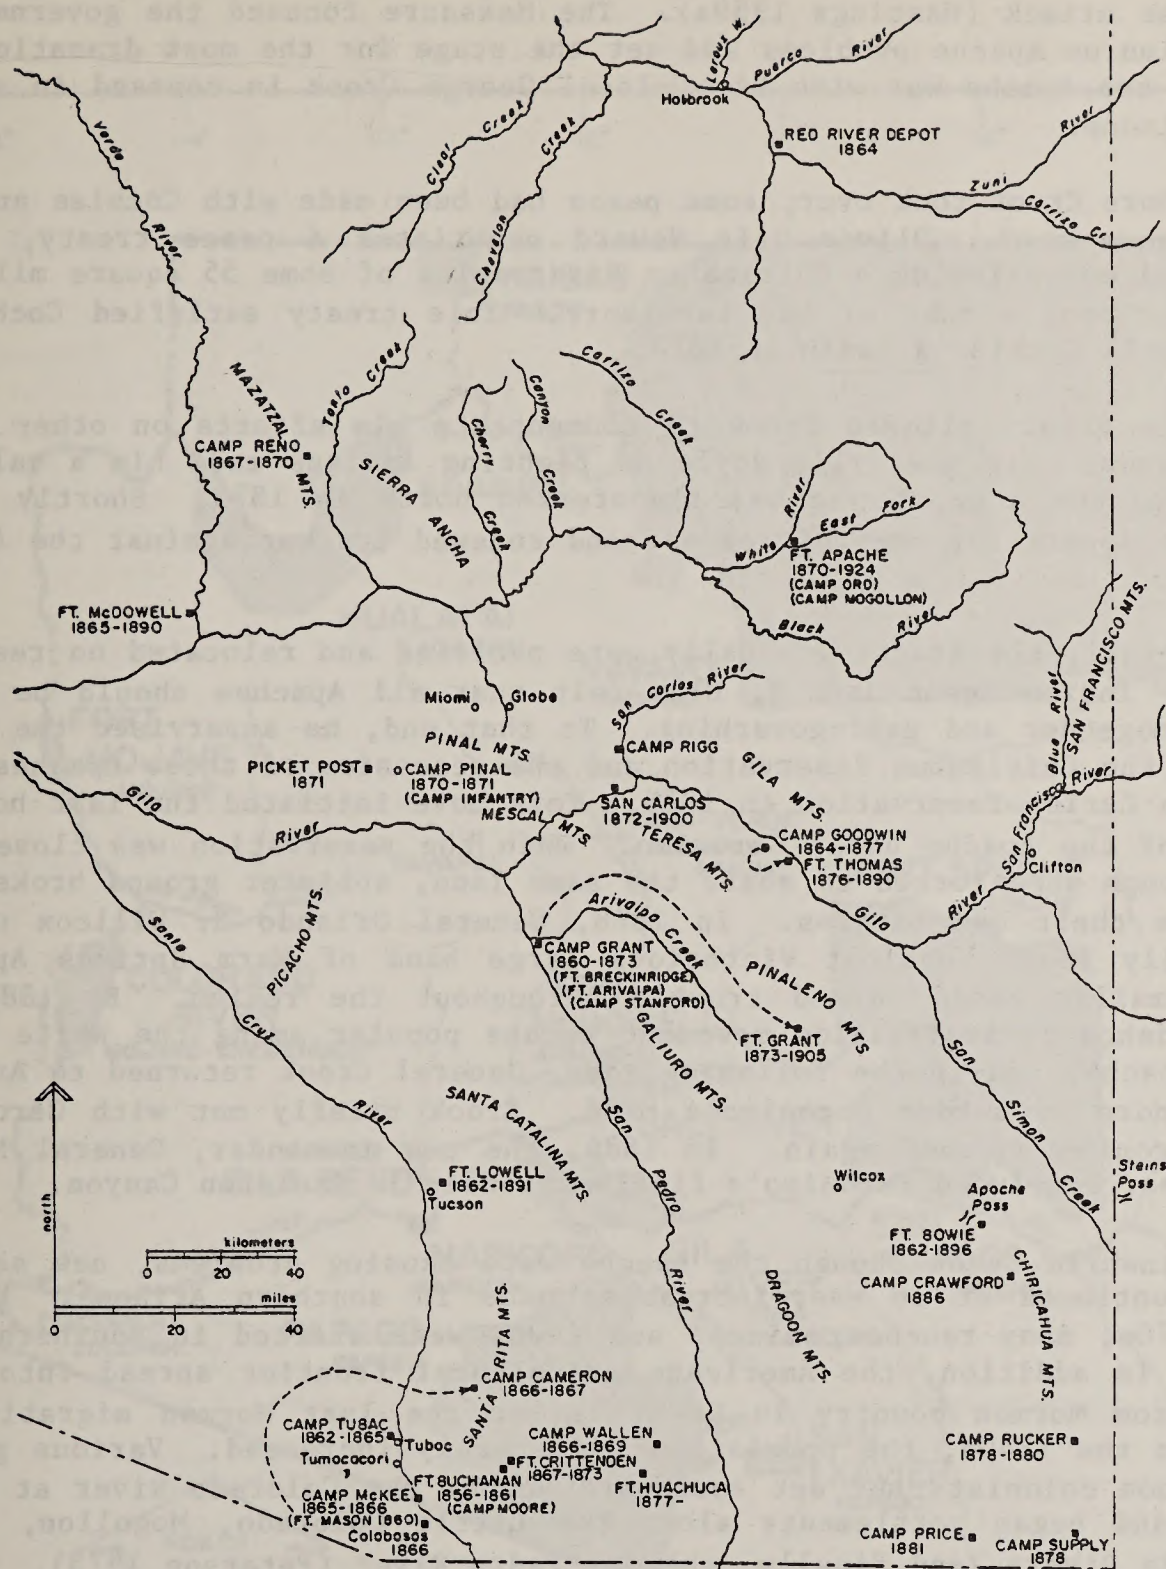 Verde
River
Clear
Creek
Chevelon
Creek
Leroux W.
Puerco
River
Holbrook
RED RIVER DEPOT
1864
River
Zuni
Carrizo Cr.
MAZATZAL
MTS.
Tonto Creek
CAMP RENO
1867-1870
SIERRA
ANCHA
Cherry
Creek
Canyon
Creek
Carrizo
Creek
River
East Fork
White
FT. APACHE
1870-1924
(CAMP ORD)
(CAMP MOGOLLON)
Black
River
FT. McDOWELL
1865-1890
Miami
Globe
San Carlos River
Blue River
SAN FRANCISCO MTS.
PINAL MTS.
CAMP RIGG
GILA
MTS.
PICKET POST
1871
CAMP PINAL
1870-1871
(CAMP INFANTRY)
MESCAL MTS.
SAN CARLOS
1872-1900
TERESA MTS.
Gila
River
San Francisco
River
CAMP GOODWIN
1864-1877
FT. THOMAS
1876-1890
Clifton
Gila
River
Santa
Cruz
River
PICACHO MTS.
Arivaipa
Creek
CAMP GRANT
1860-1873
(FT. BRECKINRIDGE)
(FT. ARIVAIPA)
(CAMP STANFORD)
PINALENO
MTS
FT. GRANT
1873-1905
GALIURO MTS.
San
Simon
Creek
north
SANTA CATALINA MTS.
San
Pedro
River
FT. LOWELL
1862-1891
Tucson
Wilcox
Steins
Pass
Apache
Pass
FT. BOWIE
1862-1896
kilometers
0 20 40
miles
0 20 40
CAMP CRAWFORD
1886
CHIRICAHUA MTS.
DRAGOON MTS.
SANTA RITA MTS.
CAMP CAMERON
1866-1867
CAMP TUBAC
1862-1865
Tubac
Tumacacori
CAMP WALLEN
1866-1869
CAMP RUCKER
1878-1880
FT. CRITTENDEN
1867-1873
FT. BUCHANAN
1856-1861
(CAMP MOORE)
FT. HUACHUCA
1877-
CAMP McKEE
1865-1866
(FT. MASON 1860)
Calabasas
1866
CAMP PRICE
1881
CAMP SUPPLY
1878